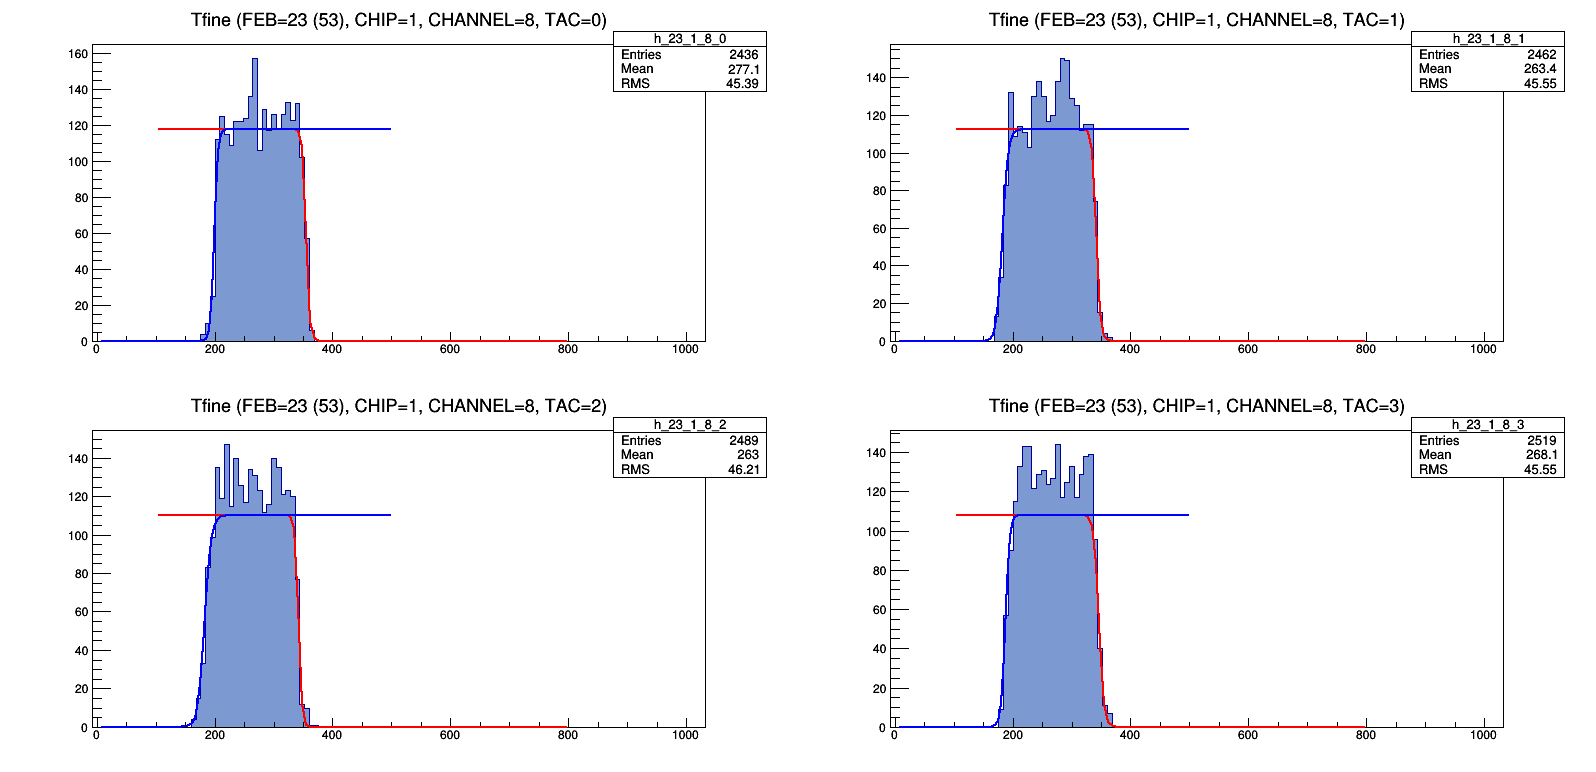 Tfine (FEB=23 (53), CHIP=1, CHANNEL=8, TAC=0)
h_23_1_8_0
Entries 2436
Mean 277.1
RMS 45.39
160
140
120
100
80
60
40
20
0
0 200 400 600 800 1000
Tfine (FEB=23 (53), CHIP=1, CHANNEL=8, TAC=1)
h_23_1_8_1
Entries 2462
Mean 263.4
RMS 45.55
140
120
100
80
60
40
20
0
0 200 400 600 800 1000
Tfine (FEB=23 (53), CHIP=1, CHANNEL=8, TAC=2)
h_23_1_8_2
Entries 2489
Mean 263
RMS 46.21
140
120
100
80
60
40
20
0
0 200 400 600 800 1000
Tfine (FEB=23 (53), CHIP=1, CHANNEL=8, TAC=3)
h_23_1_8_3
Entries 2519
Mean 268.1
RMS 45.55
140
120
100
80
60
40
20
0
0 200 400 600 800 1000